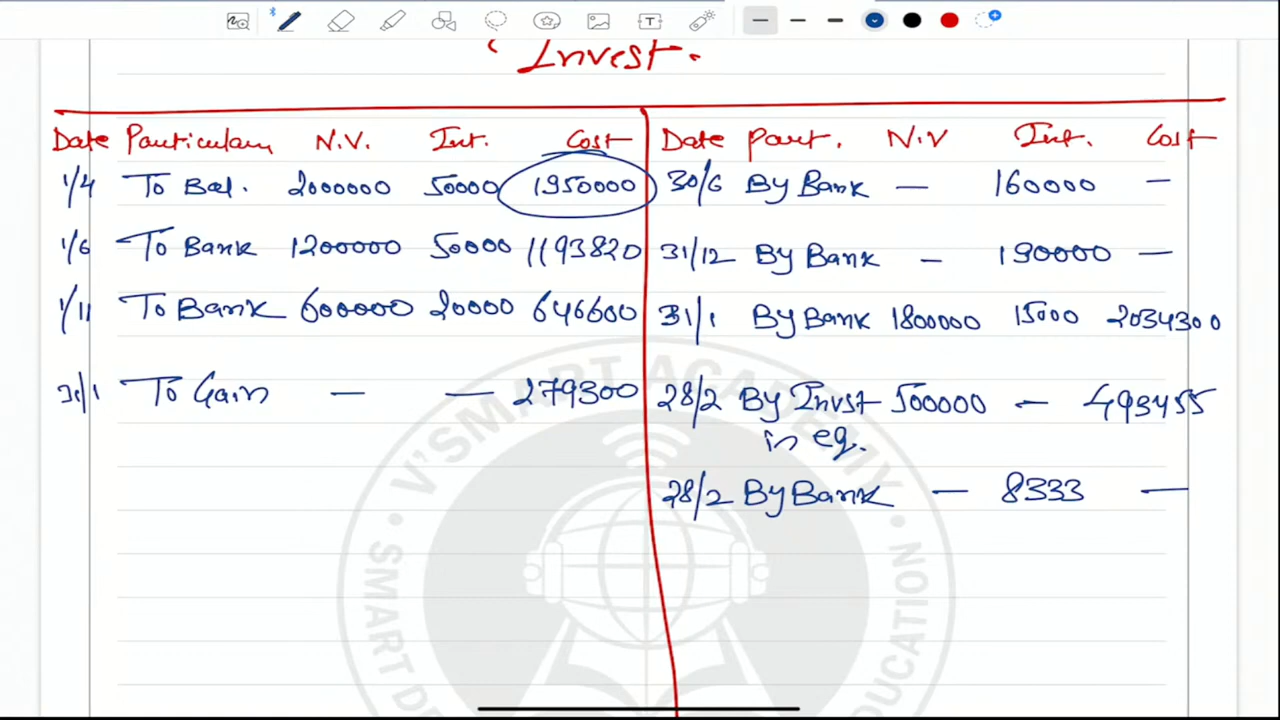 Invest.
Date Particulars N.V. Int. Cost Date Part. N.V Int. Cost
1/4 To Bal. 2000000 50000 1950000 30/6 By Bank — 160000 —
1/6 To Bank 1200000 50000 1193820 31/12 By Bank — 190000 —
1/11 To Bank 600000 20000 646600 31/1 By Bank 1800000 15000 2034300
31/1 To Gain — — 279300 28/2 By Invst 500000 — 493455
in eq.
28/2 By Bank — 8333 —
V'SMART ACADEMY